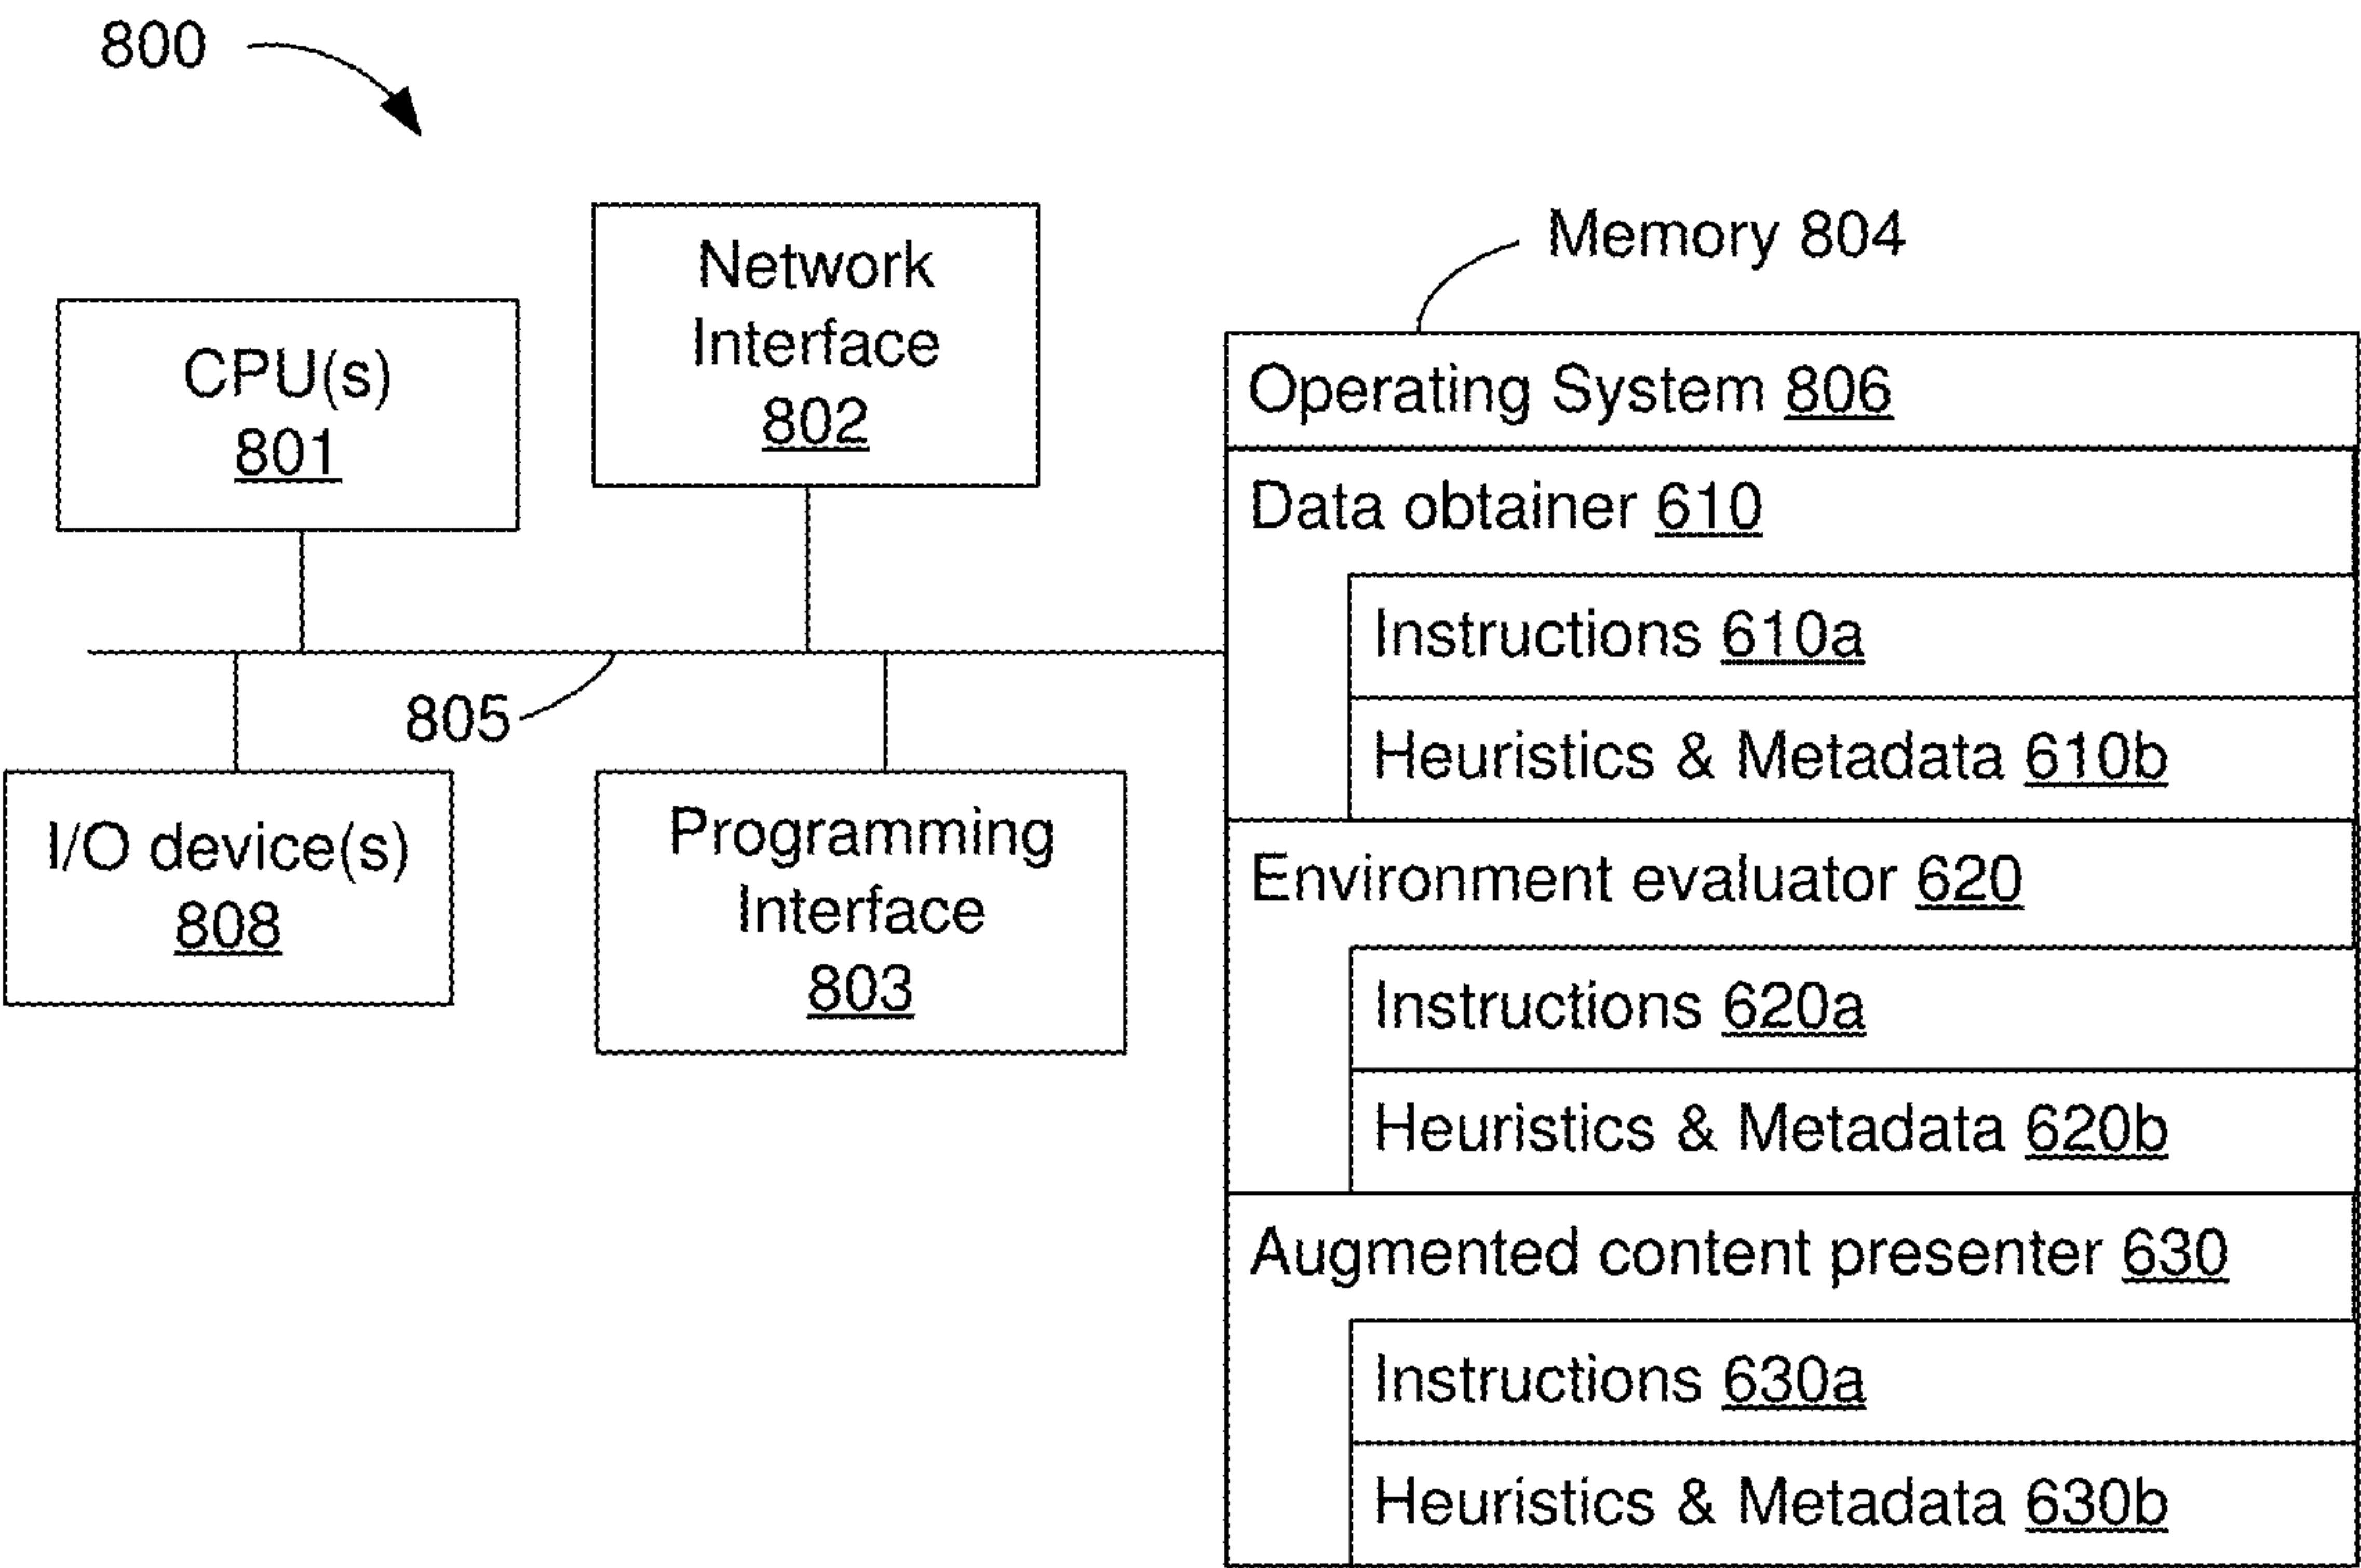 800
CPU(s)
801
Network
Interface
802
805
I/O device(s)
808
Programming
Interface
803
Memory 804
Operating System 806
Data obtainer 610
Instructions 610a
Heuristics & Metadata 610b
Environment evaluator 620
Instructions 620a
Heuristics & Metadata 620b
Augmented content presenter 630
Instructions 630a
Heuristics & Metadata 630b